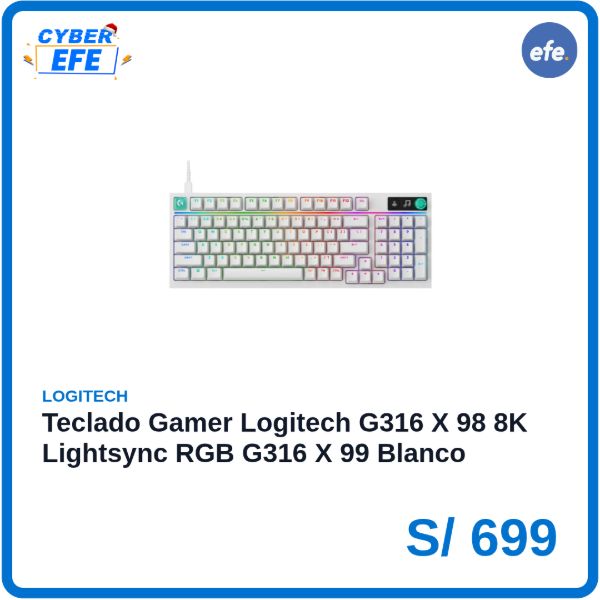 CYBER
EFE
efe.
LOGITECH
Teclado Gamer Logitech G316 X 98 8K
Lightsync RGB G316 X 99 Blanco
S/ 699